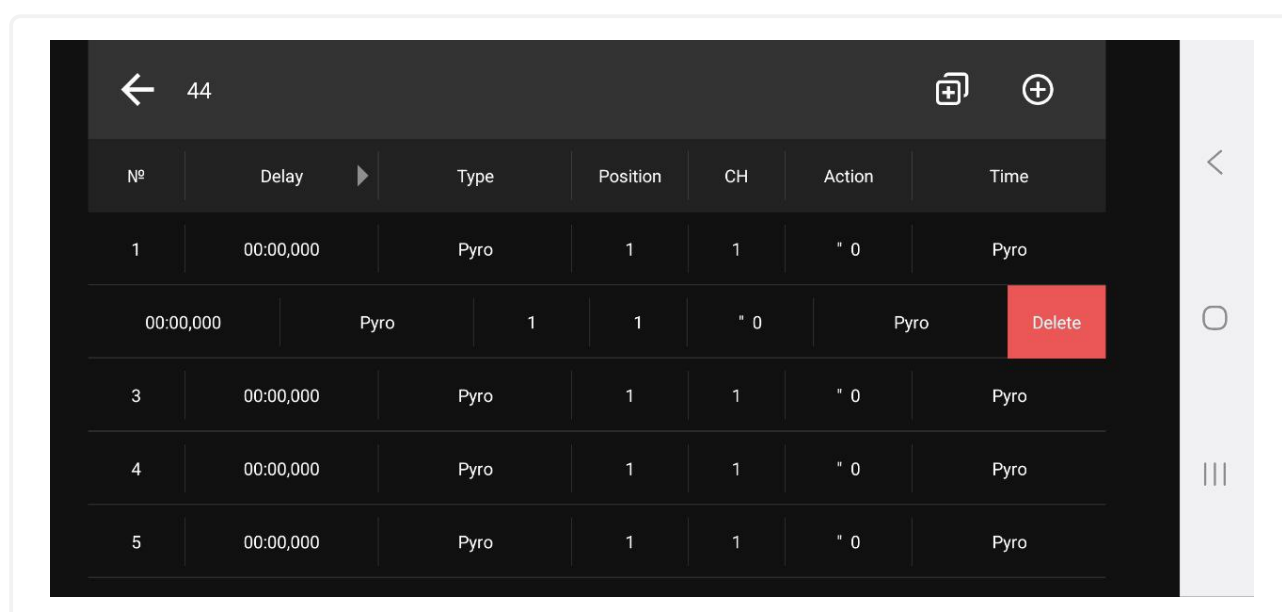 44
№ Delay Type Position CH Action Time
1 00:00,000 Pyro 1 1 " 0 Pyro
00:00,000 Pyro 1 1 " 0 Pyro Delete
3 00:00,000 Pyro 1 1 " 0 Pyro
4 00:00,000 Pyro 1 1 " 0 Pyro
5 00:00,000 Pyro 1 1 " 0 Pyro